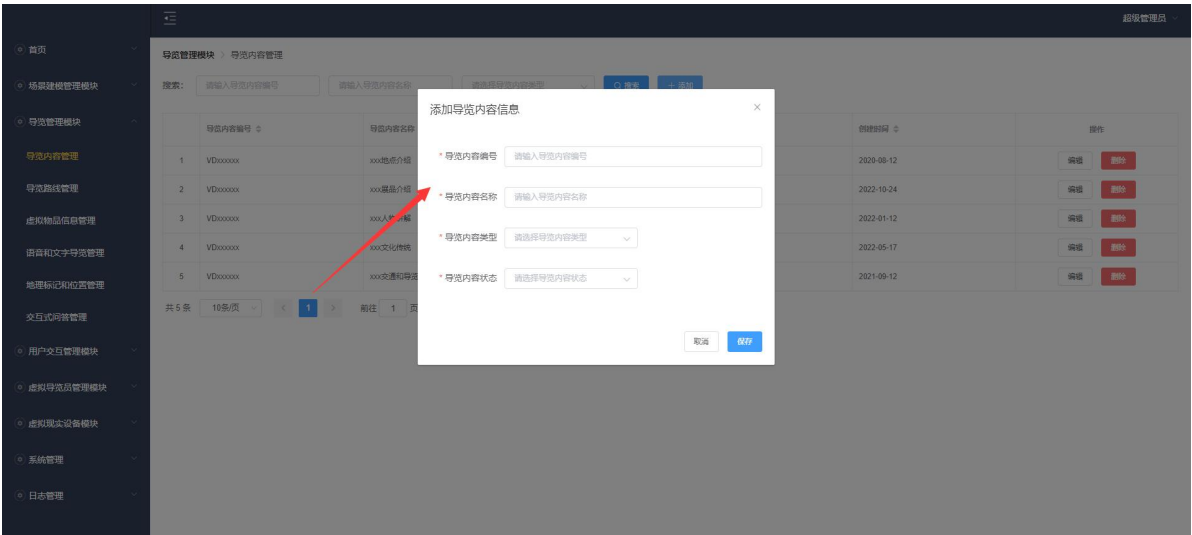 超级管理员
首页
场景建模管理模块
导览管理模块
导览内容管理
导览路线管理
虚拟物品信息管理
语音和文字导览管理
地理标记和位置管理
交互式问答管理
用户交互管理模块
虚拟导览员管理模块
虚拟现实设备模块
系统管理
日志管理
导览管理模块 > 导览内容管理
搜索: 请输入导览内容编号 请输入导览内容名称 请选择导览内容类型 搜索 + 添加
导览内容编号 导览内容名称 创建时间 操作
1 VDxxxxxx xxx地点介绍 2020-08-12 编辑 删除
2 VDxxxxxx xxx展品介绍 2022-10-24 编辑 删除
3 VDxxxxxx xxx人物讲解 2022-01-12 编辑 删除
4 VDxxxxxx xxx文化传统 2022-05-17 编辑 删除
5 VDxxxxxx xxx交通和导览 2021-09-12 编辑 删除
共 5 条 10条/页 < 1 > 前往 1 页
添加导览内容信息
* 导览内容编号 请输入导览内容编号
* 导览内容名称 请输入导览内容名称
* 导览内容类型 请选择导览内容类型
* 导览内容状态 请选择导览内容状态
取消 保存